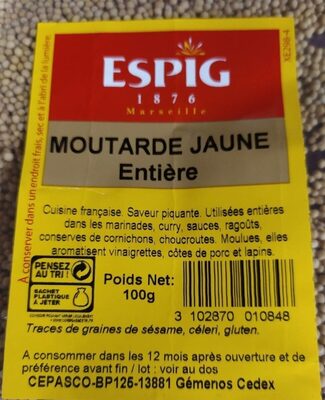 ESPIG
1876
Marseille
XE298-4
MOUTARDE JAUNE
Entière
A conserver dans un endroit frais, sec et à l'abri de la lumière.
Cuisine française. Saveur piquante. Utilisées entières
dans les marinades, curry, sauces, ragoûts,
conserves de cornichons, choucroutes. Moulues, elles
aromatisent vinaigrettes, côtes de porc et lapins.
PENSEZ
AU TRI !
SACHET
PLASTIQUE
À JETER
Poids Net:
100g
3 102870 010848
Traces de graines de sésame, céleri, gluten.
A consommer dans les 12 mois après ouverture et de
préférence avant fin / lot : voir au dos
CEPASCO-BP125-13881 Gémenos Cedex